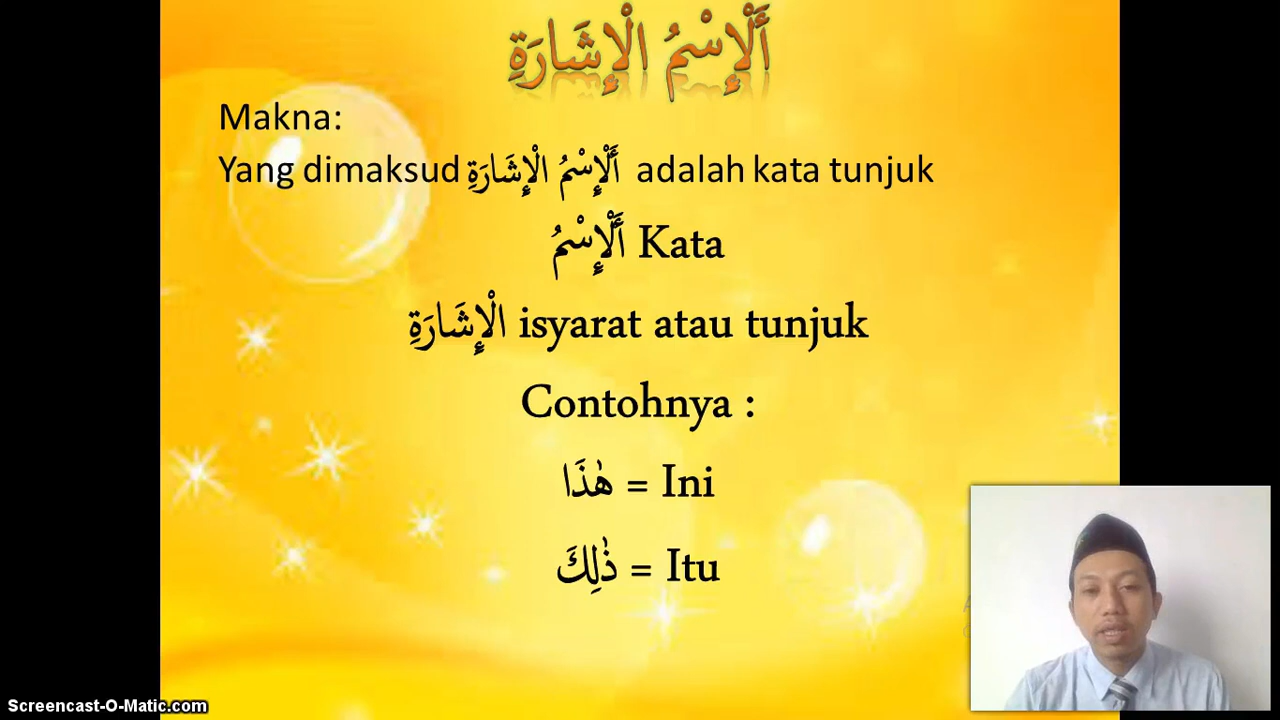 أَلْإِسْمُ الْإِشَارَةِ
Makna:
Yang dimaksud أَلْإِسْمُ الْإِشَارَةِ adalah kata tunjuk
أَلْإِسْمُ Kata
الْإِشَارَةِ isyarat atau tunjuk
Contohnya :
هٰذَا = Ini
ذٰلِكَ = Itu
Screencast-O-Matic.com